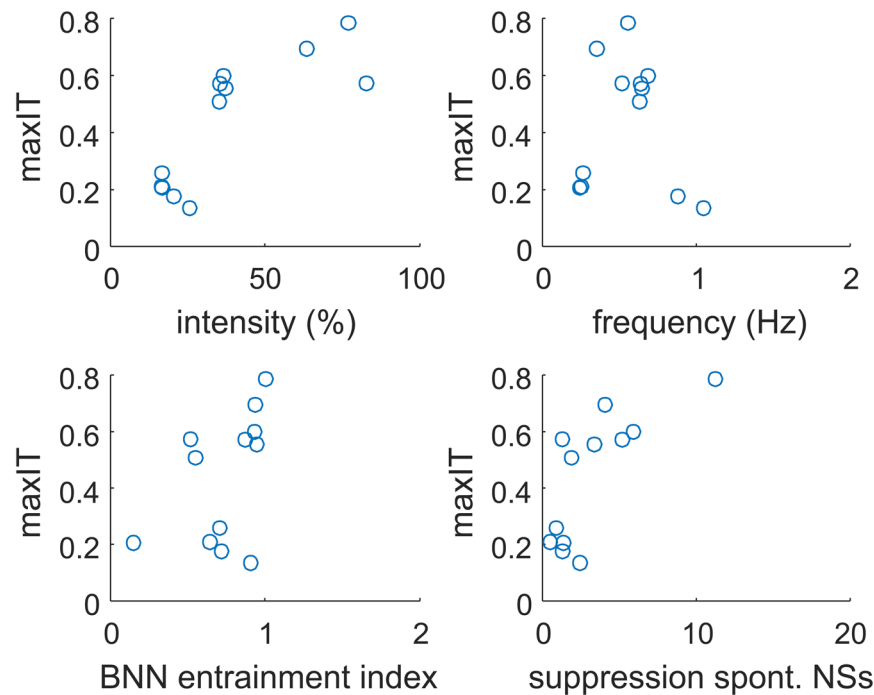 0.8 0.8
0.6 0.6
maxIT maxIT
0.4 0.4
0.2 0.2
0 0
0 50 100 0 1 2
intensity (%) frequency (Hz)
0.8 0.8
0.6 0.6
maxIT maxIT
0.4 0.4
0.2 0.2
0 0
0 1 2 0 10 20
BNN entrainment index suppression spont. NSs